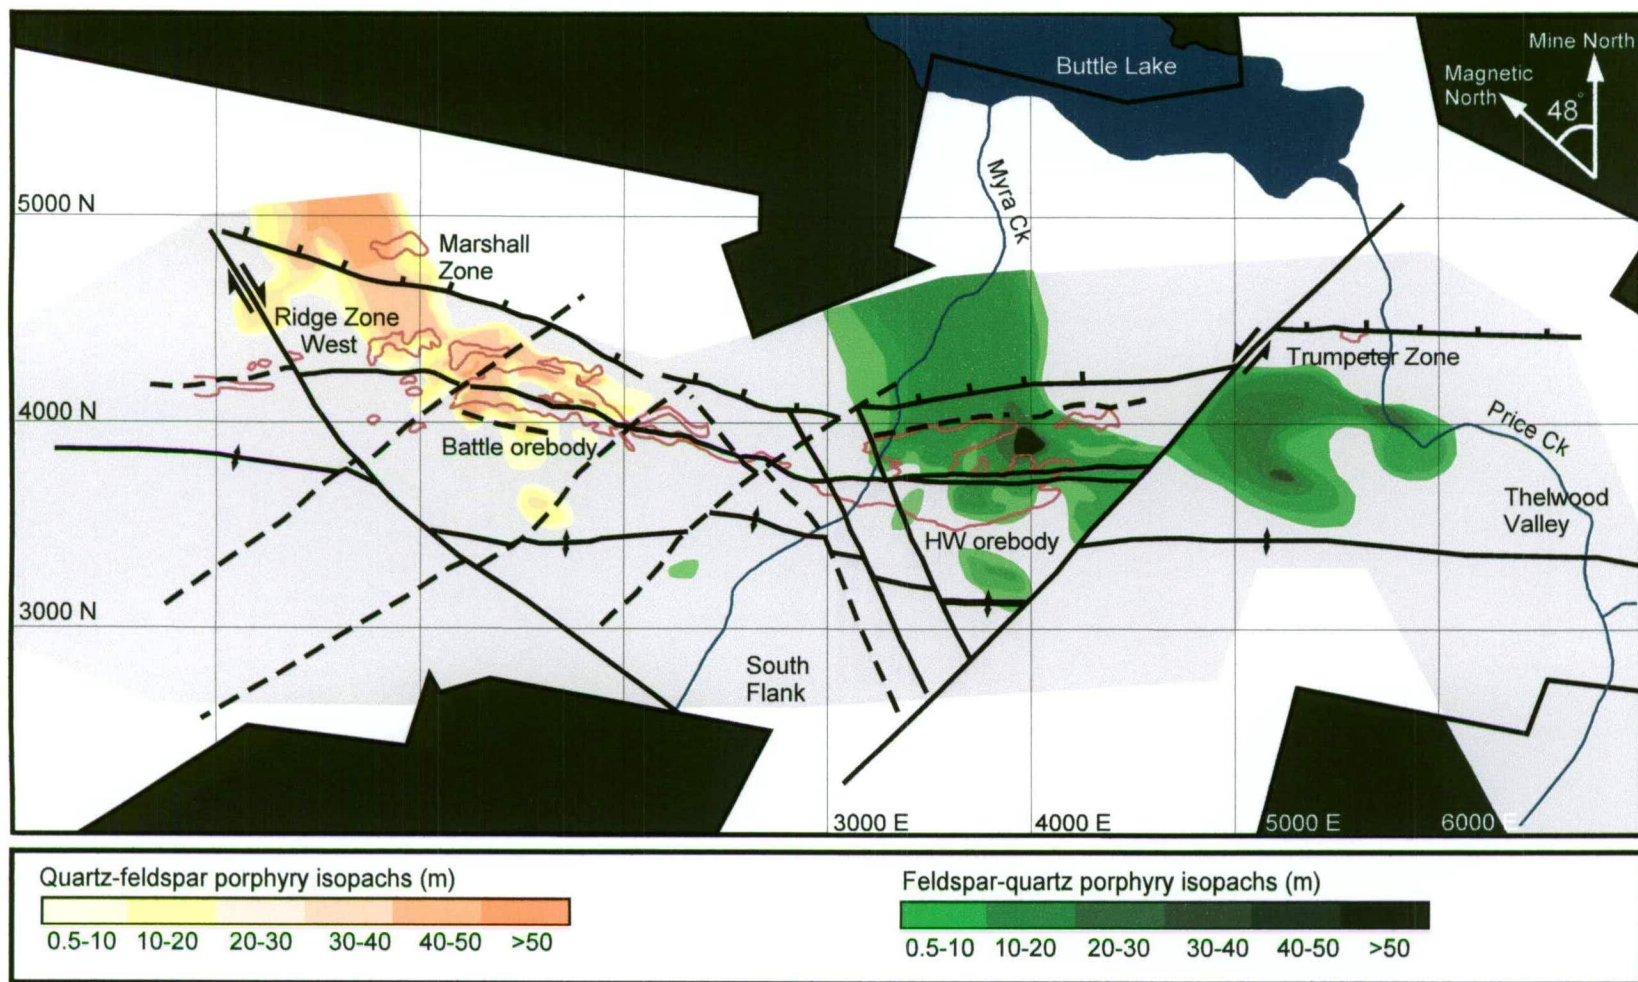 Buttle Lake
Mine North
Magnetic
North
48°
Myra Ck
5000 N
Marshall
Zone
Ridge Zone
West
Trumpeter Zone
4000 N
Battle orebody
Price Ck
Thelwood
Valley
HW orebody
3000 N
South
Flank
3000 E
4000 E
5000 E
6000 E
Quartz-feldspar porphyry isopachs (m)
0.5-10 10-20 20-30 30-40 40-50 >50
Feldspar-quartz porphyry isopachs (m)
0.5-10 10-20 20-30 30-40 40-50 >50